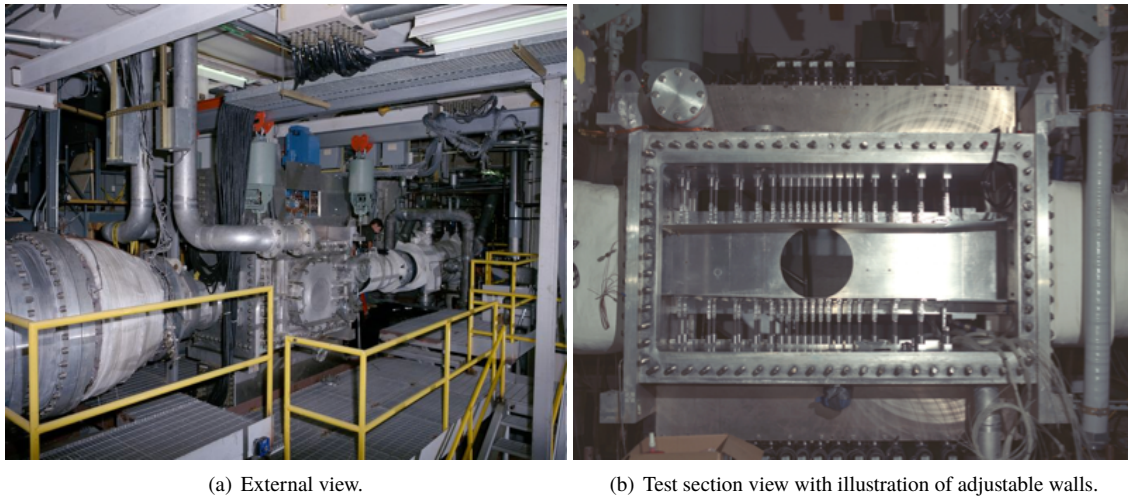 (a) External view.
(b) Test section view with illustration of adjustable walls.